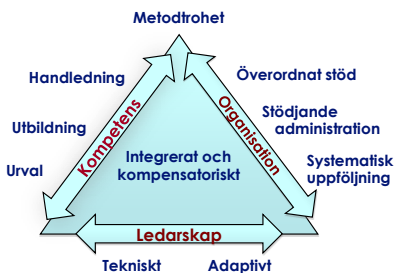 Metodtrohet
Handledning
Överordnat stöd
Kompetens
Organisation
Utbildning
Stödjande
administration
Urval
Integrerat och
kompensatoriskt
Systematisk
uppföljning
Ledarskap
Tekniskt
Adaptivt